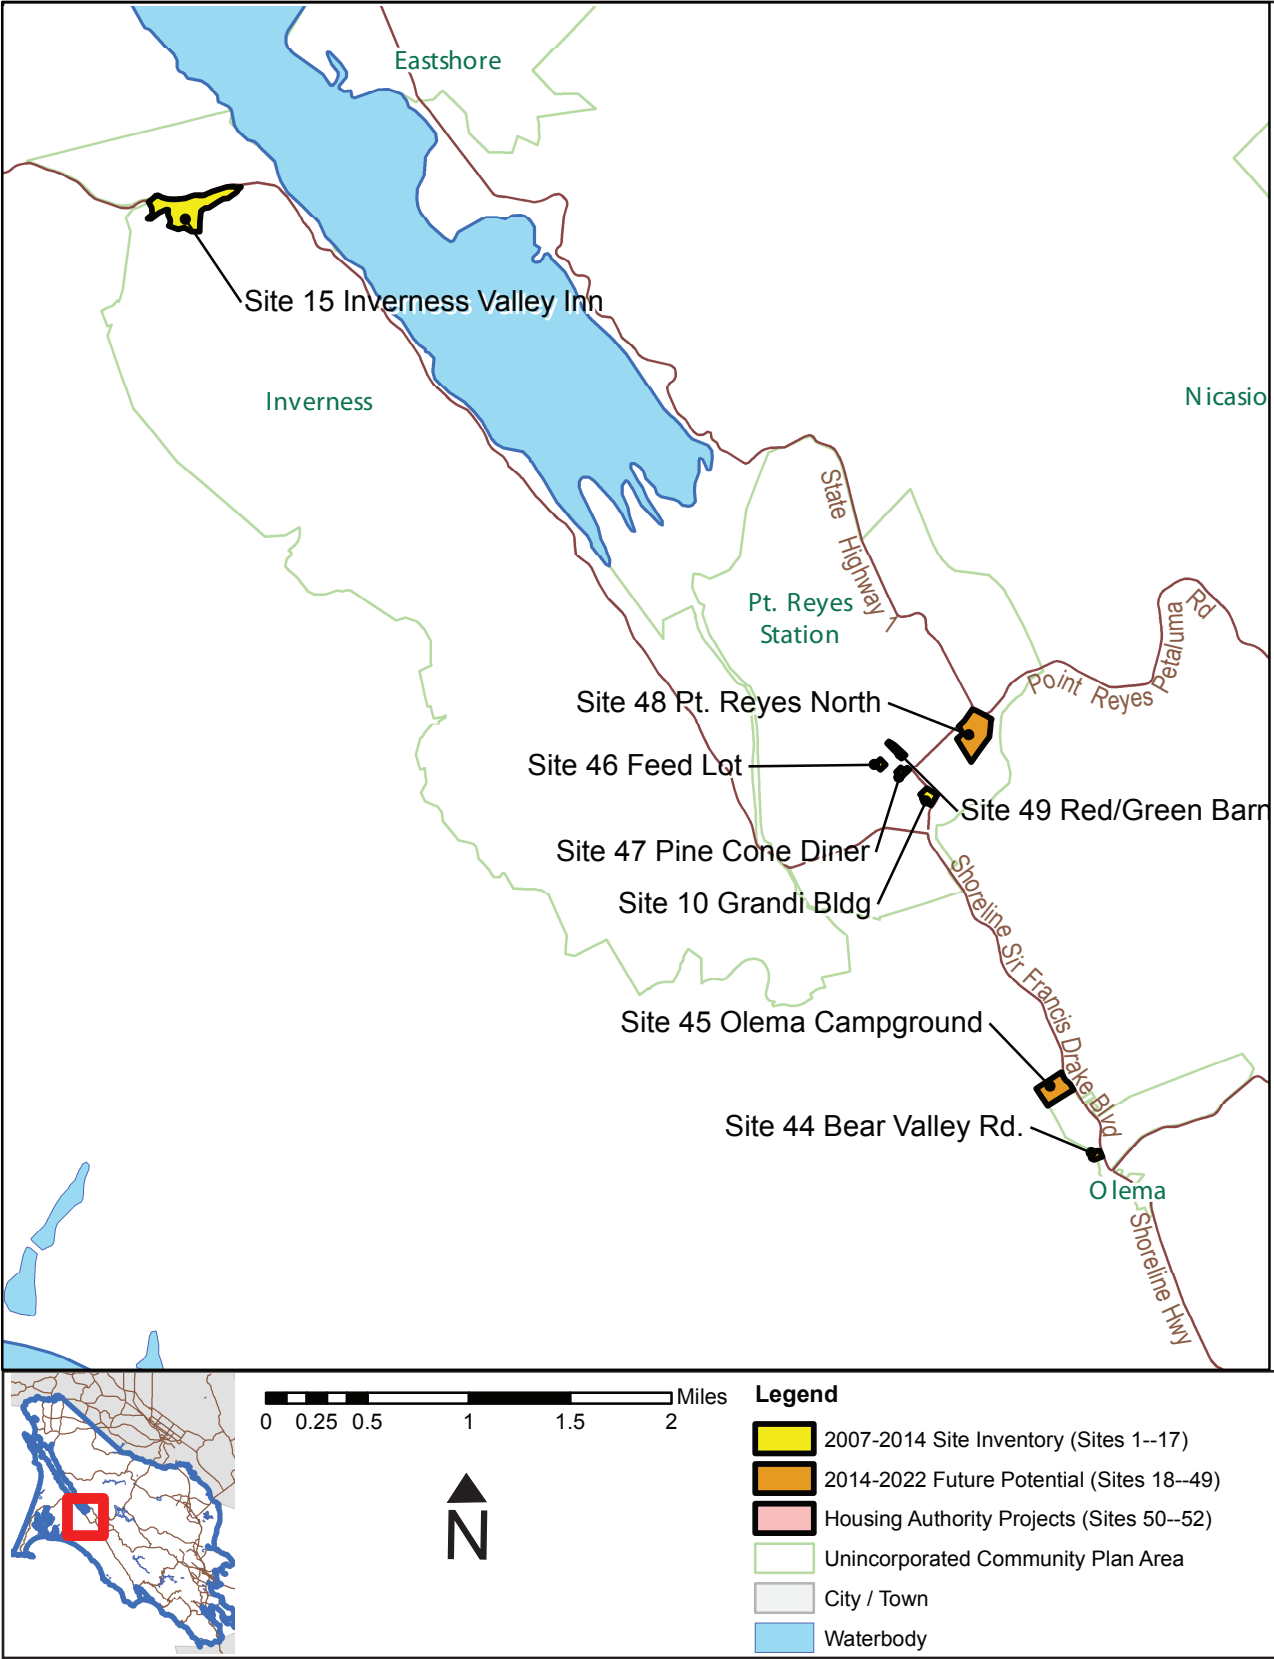 Eastshore
Site 15 Inverness Valley Inn
Inverness
Nicasio
State Highway 1
Pt. Reyes
Station
Point Reyes Petaluma Rd
Site 48 Pt. Reyes North
Site 46 Feed Lot
Site 49 Red/Green Barn
Site 47 Pine Cone Diner
Site 10 Grandi Bldg
Shoreline Sir Francis Drake Blvd
Site 45 Olema Campground
Site 44 Bear Valley Rd.
Olema
Shoreline Hwy
Miles
0 0.25 0.5 1 1.5 2
N
Legend
2007-2014 Site Inventory (Sites 1--17)
2014-2022 Future Potential (Sites 18--49)
Housing Authority Projects (Sites 50--52)
Unincorporated Community Plan Area
City / Town
Waterbody